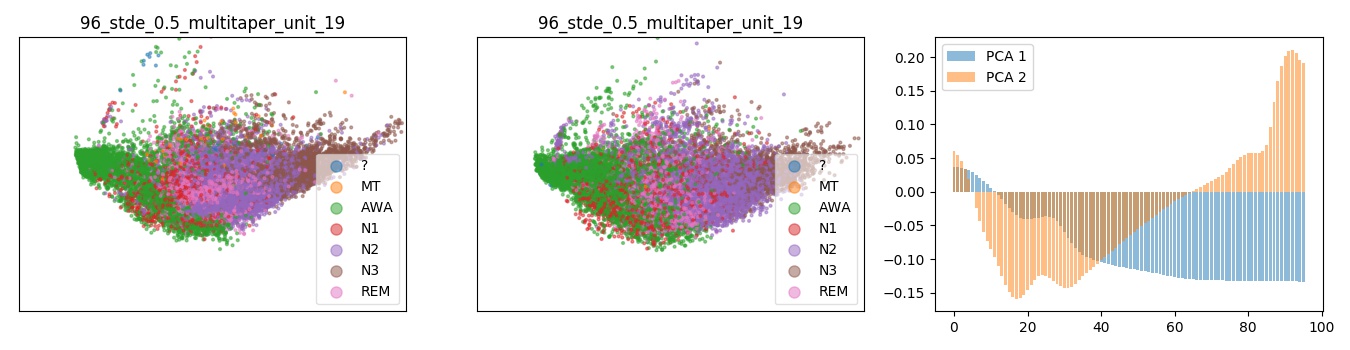 96_stde_0.5_multitaper_unit_19
?
MT
AWA
N1
N2
N3
REM
96_stde_0.5_multitaper_unit_19
?
MT
AWA
N1
N2
N3
REM
PCA 1
PCA 2
0.20
0.15
0.10
0.05
0.00
−0.05
−0.10
−0.15
0
20
40
60
80
100